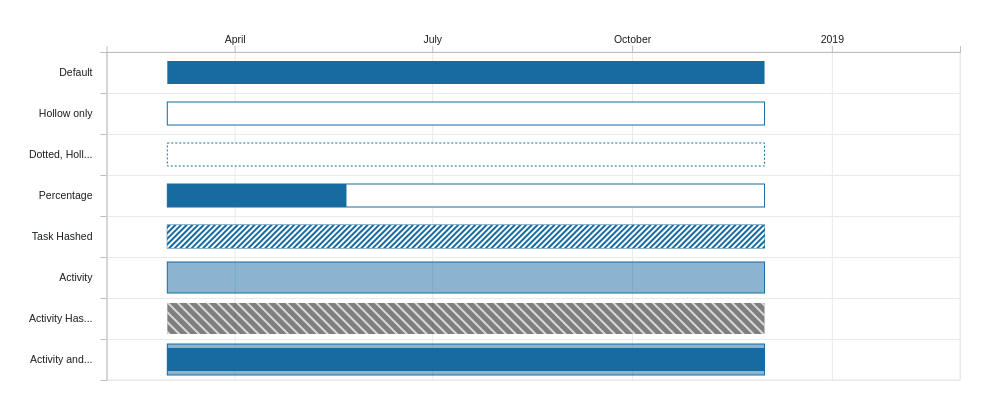 April July October 2019
Default
Hollow only
Dotted, Holl...
Percentage
Task Hashed
Activity
Activity Has...
Activity and...